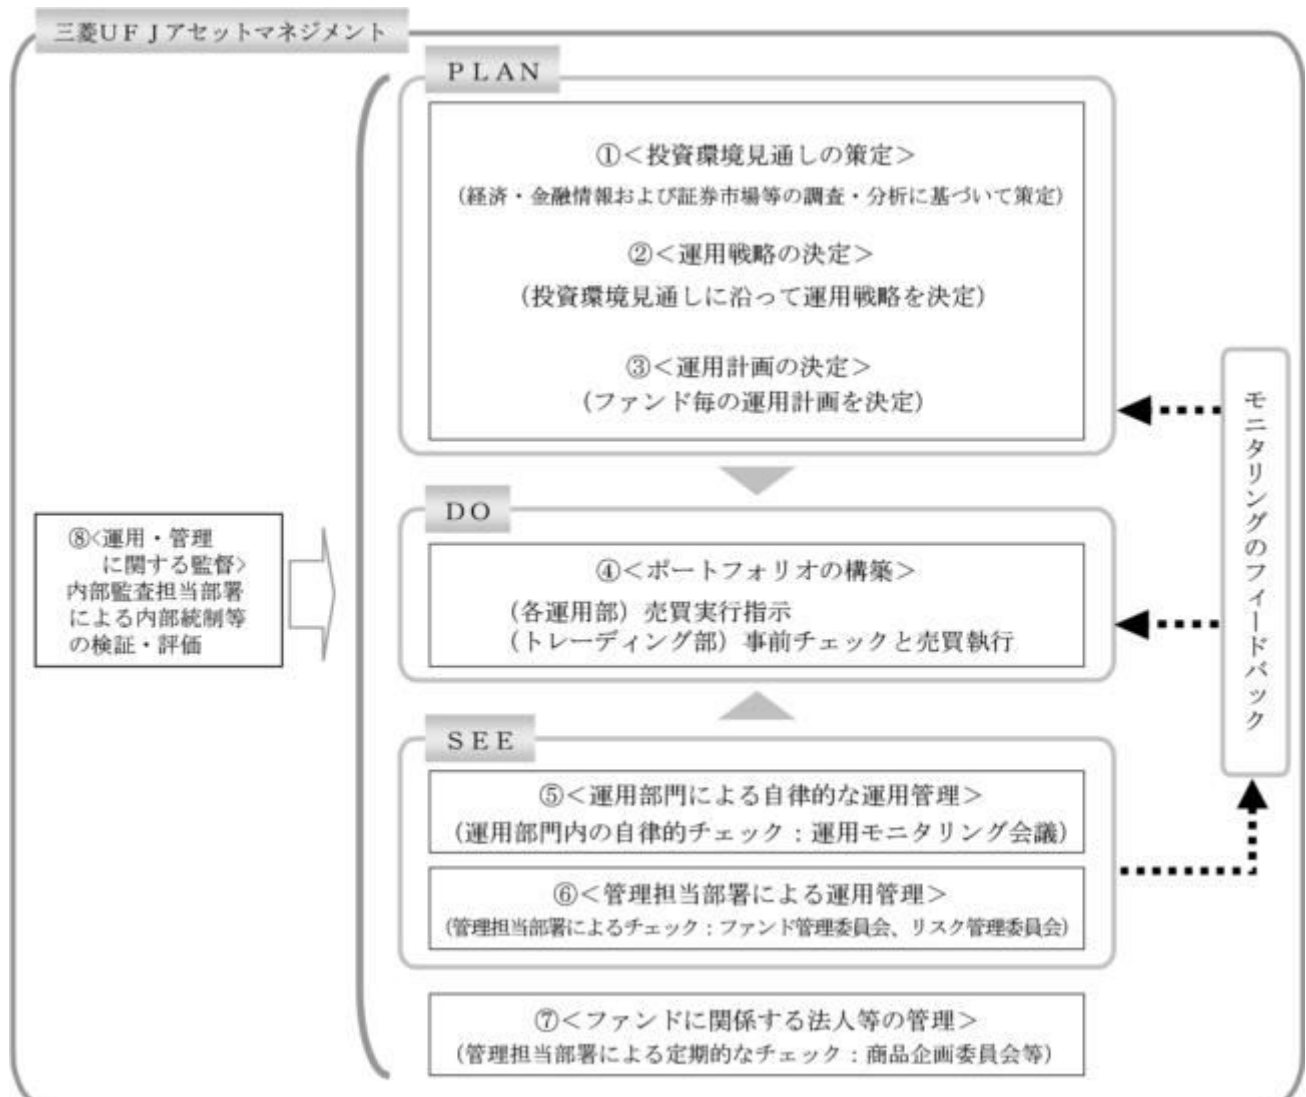 三菱ＵＦＪアセットマネジメント
ＰＬＡＮ
①＜投資環境見通しの策定＞
（経済・金融情報および証券市場等の調査・分析に基づいて策定）
②＜運用戦略の決定＞
（投資環境見通しに沿って運用戦略を決定）
③＜運用計画の決定＞
（ファンド毎の運用計画を決定）
ＤＯ
④＜ポートフォリオの構築＞
（各運用部）売買実行指示
（トレーディング部）事前チェックと売買執行
ＳＥＥ
⑤＜運用部門による自律的な運用管理＞
（運用部門内の自律的チェック：運用モニタリング会議）
⑥＜管理担当部署による運用管理＞
（管理担当部署によるチェック：ファンド管理委員会、リスク管理委員会）
⑦＜ファンドに関係する法人等の管理＞
（管理担当部署による定期的なチェック：商品企画委員会等）
⑧<運用・管理
に関する監督>
内部監査担当部署
による内部統制等
の検証・評価
モニタリングのフィードバック